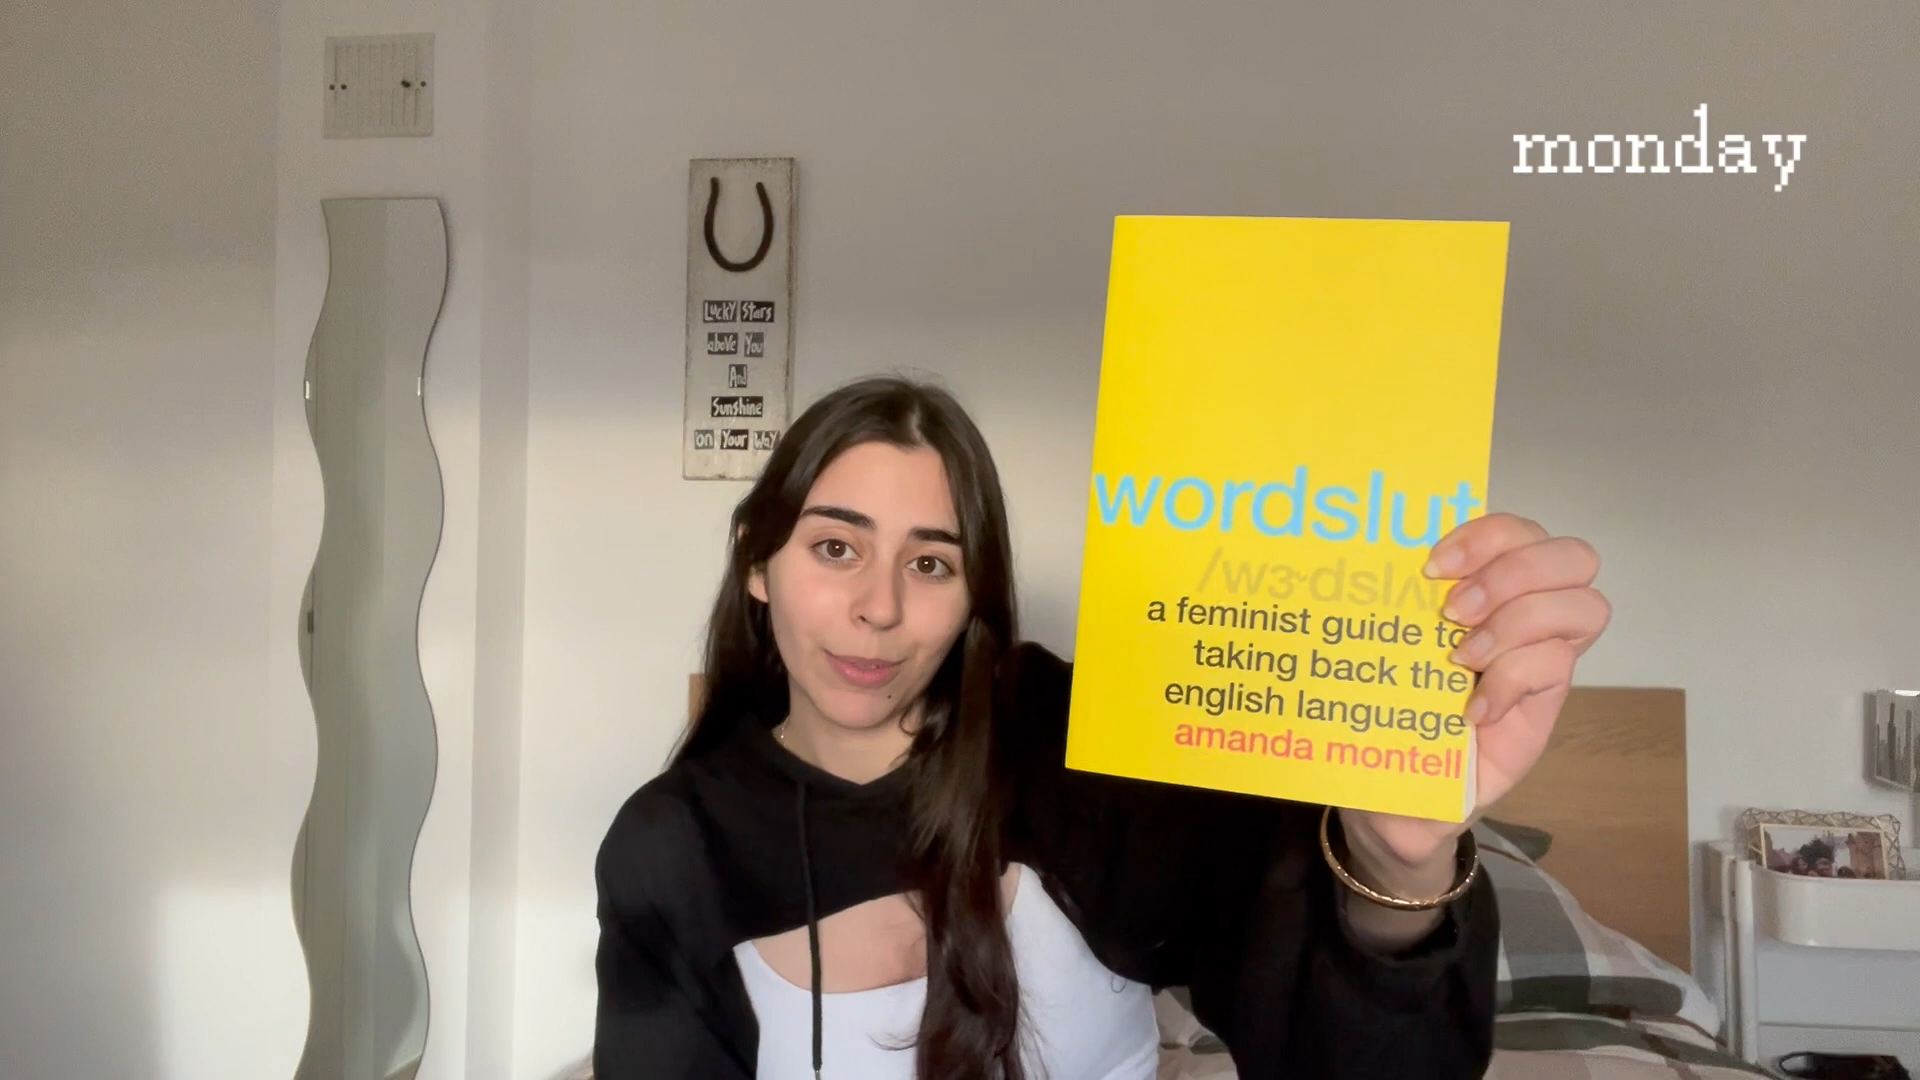 monday
Lucky Stars
above You
And
Sunshine
on Your Way
wordslut
a feminist guide to
taking back the
english language
amanda montell